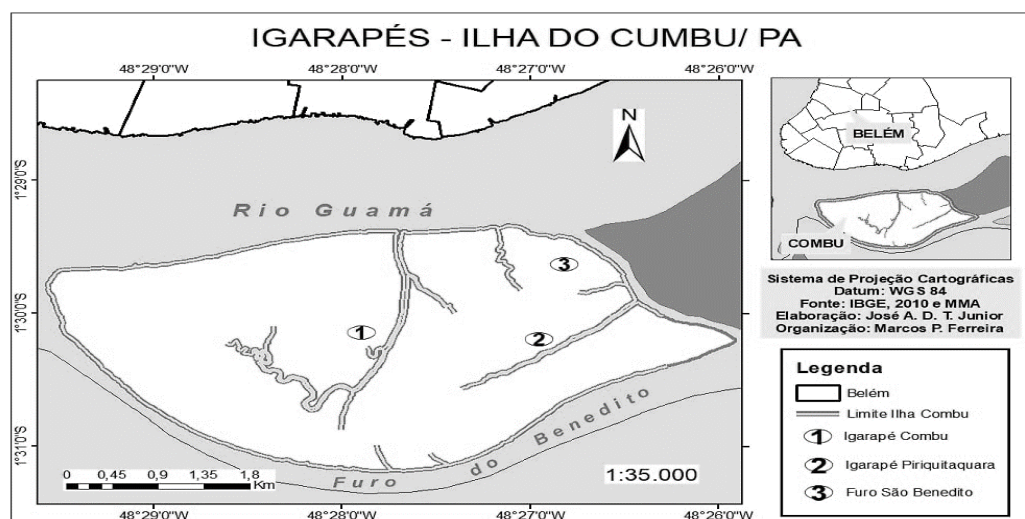 IGARAPÉS - ILHA DO CUMBU/ PA
48°29'0"W
48°28'0"W
48°27'0"W
48°26'0"W
1°29'0"S
1°30'0"S
1°31'0"S
N
Rio Guamá
1
2
3
Furo do Benedito
0 0,45 0,9 1,35 1,8
Km
1:35.000
48°29'0"W
48°28'0"W
48°27'0"W
48°26'0"W
BELÉM
COMBU
Sistema de Projeção Cartográficas
Datum: WGS 84
Fonte: IBGE, 2010 e MMA
Elaboração: José A. D. T. Junior
Organização: Marcos P. Ferreira
Legenda
Belém
Limite Ilha Combu
1 Igarapé Combu
2 Igarapé Piriquitaquara
3 Furo São Benedito